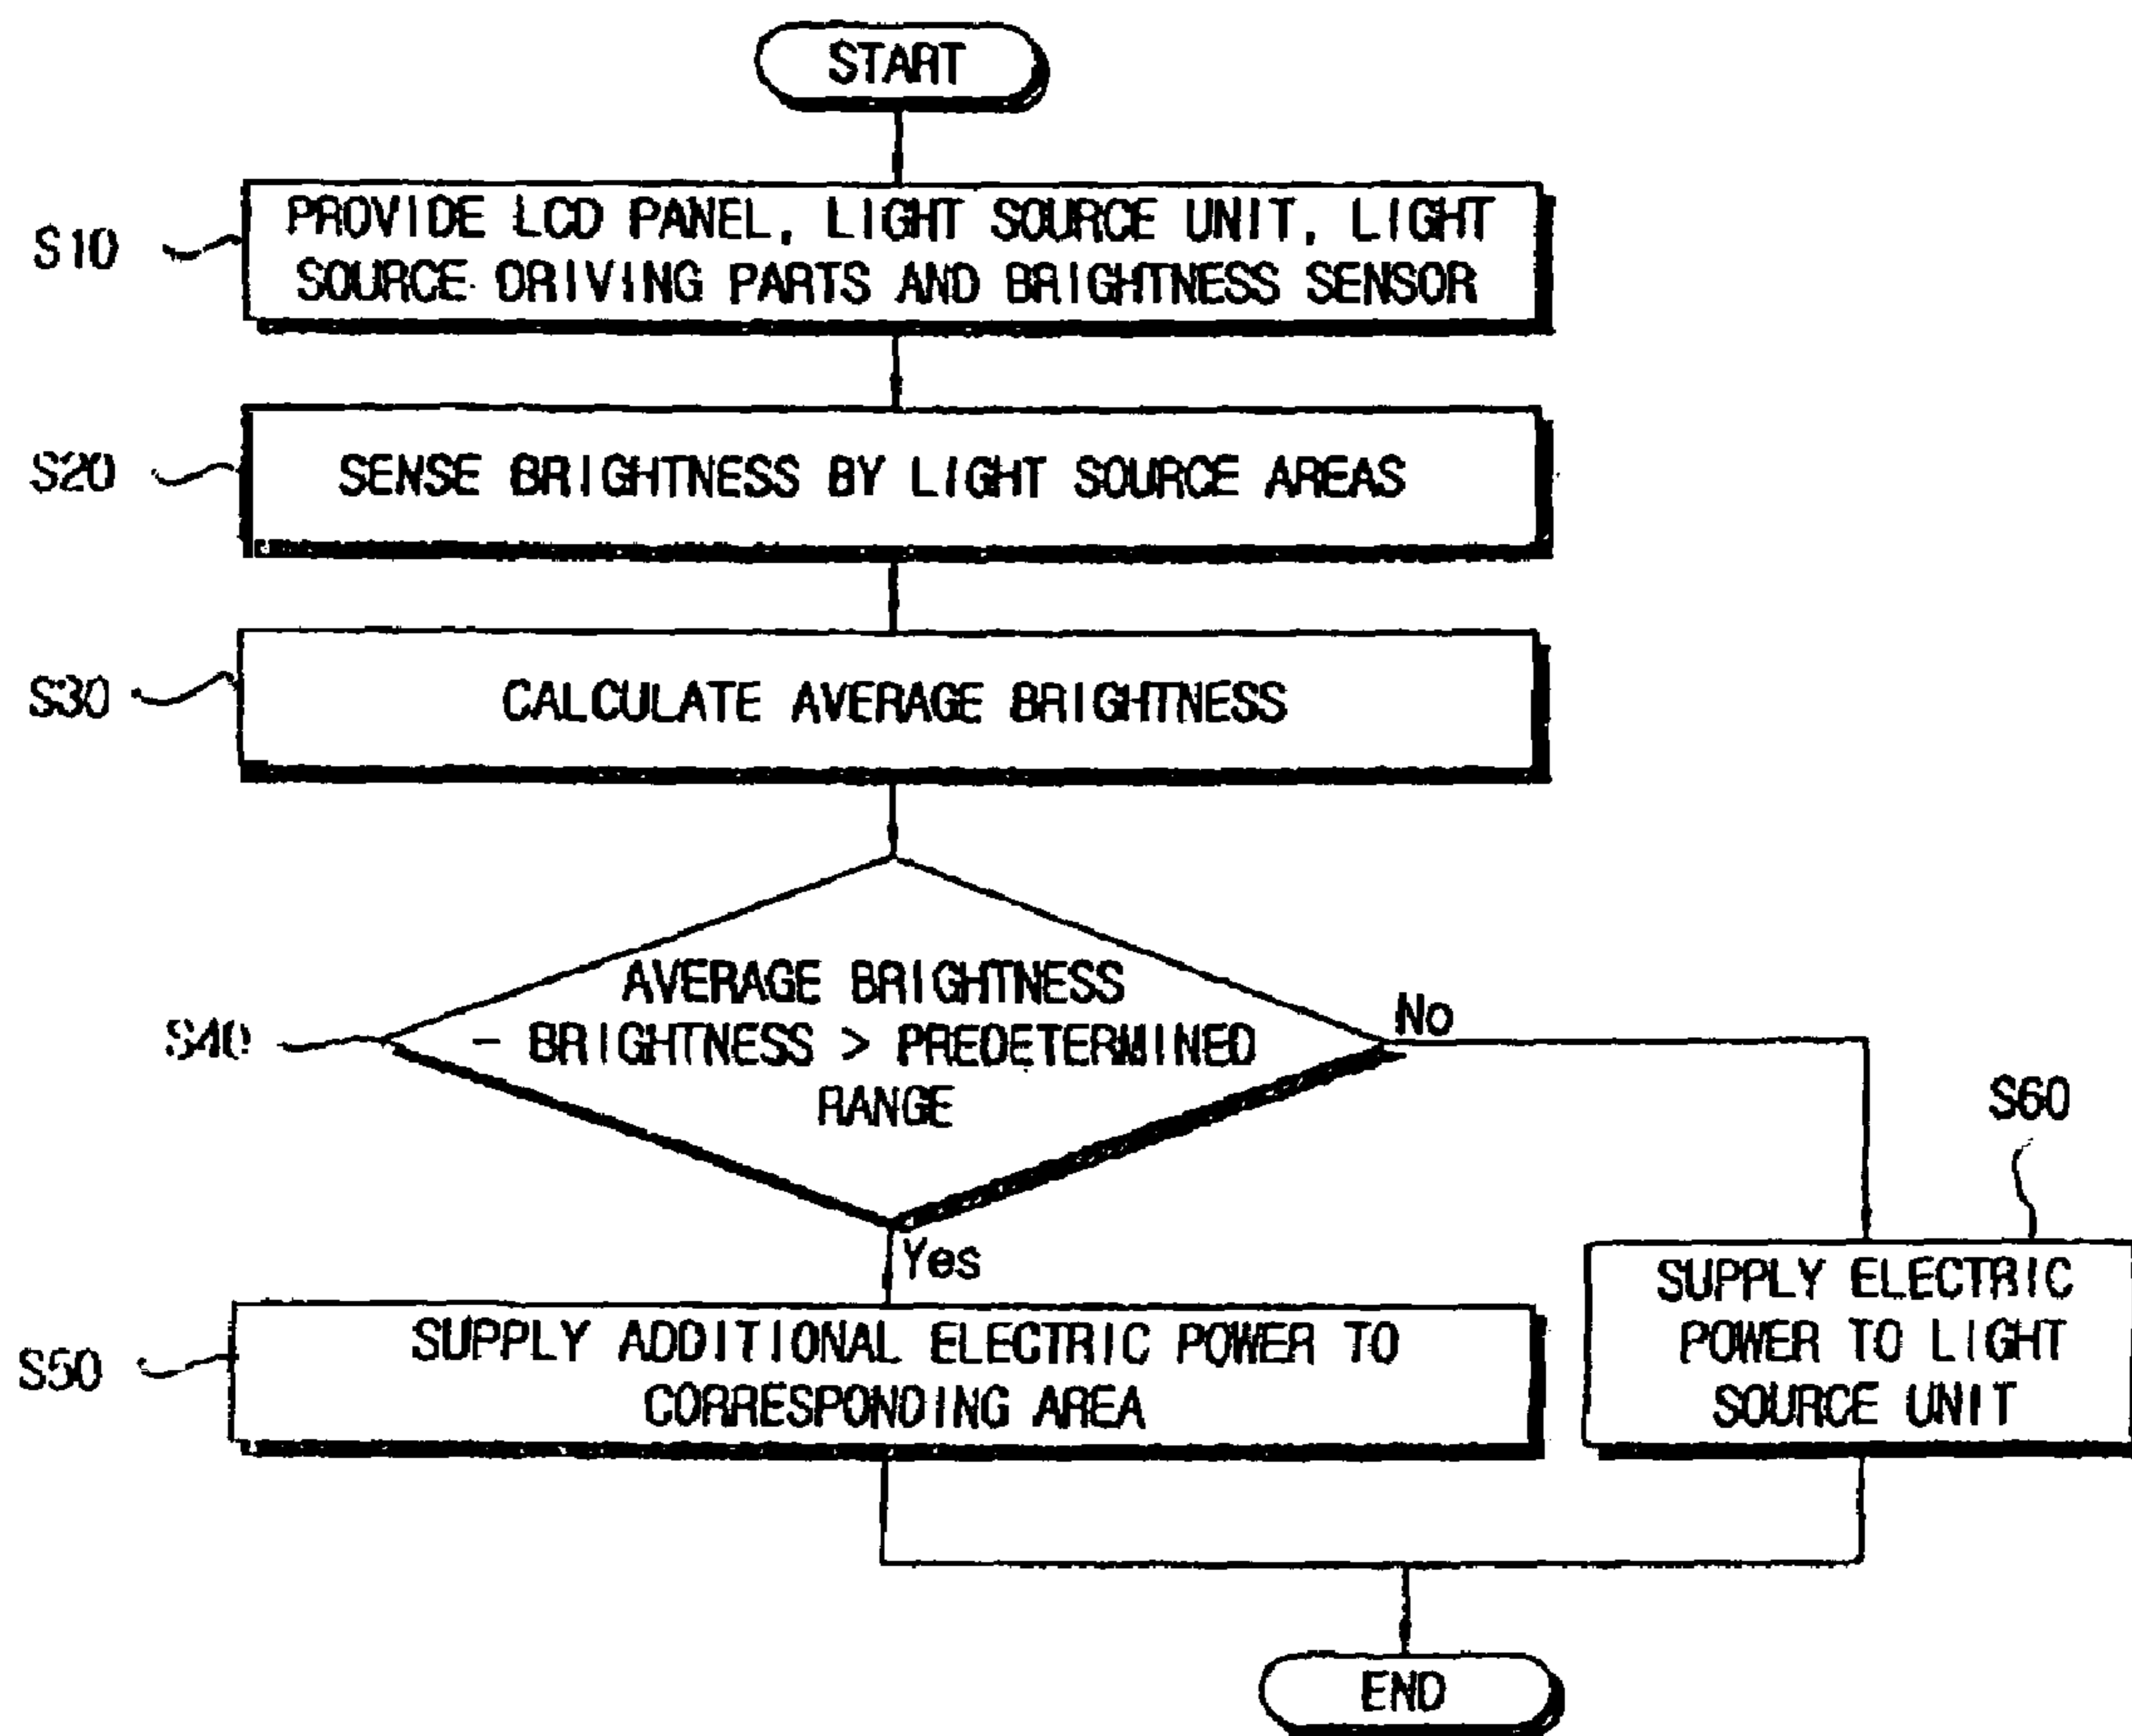 START
S10
PROVIDE LCD PANEL, LIGHT SOURCE UNIT, LIGHT
SOURCE DRIVING PARTS AND BRIGHTNESS SENSOR
S20
SENSE BRIGHTNESS BY LIGHT SOURCE AREAS
S30
CALCULATE AVERAGE BRIGHTNESS
S40
AVERAGE BRIGHTNESS
- BRIGHTNESS > PREDETERMINED
RANGE
No
Yes
S50
SUPPLY ADDITIONAL ELECTRIC POWER TO
CORRESPONDING AREA
S60
SUPPLY ELECTRIC
POWER TO LIGHT
SOURCE UNIT
END